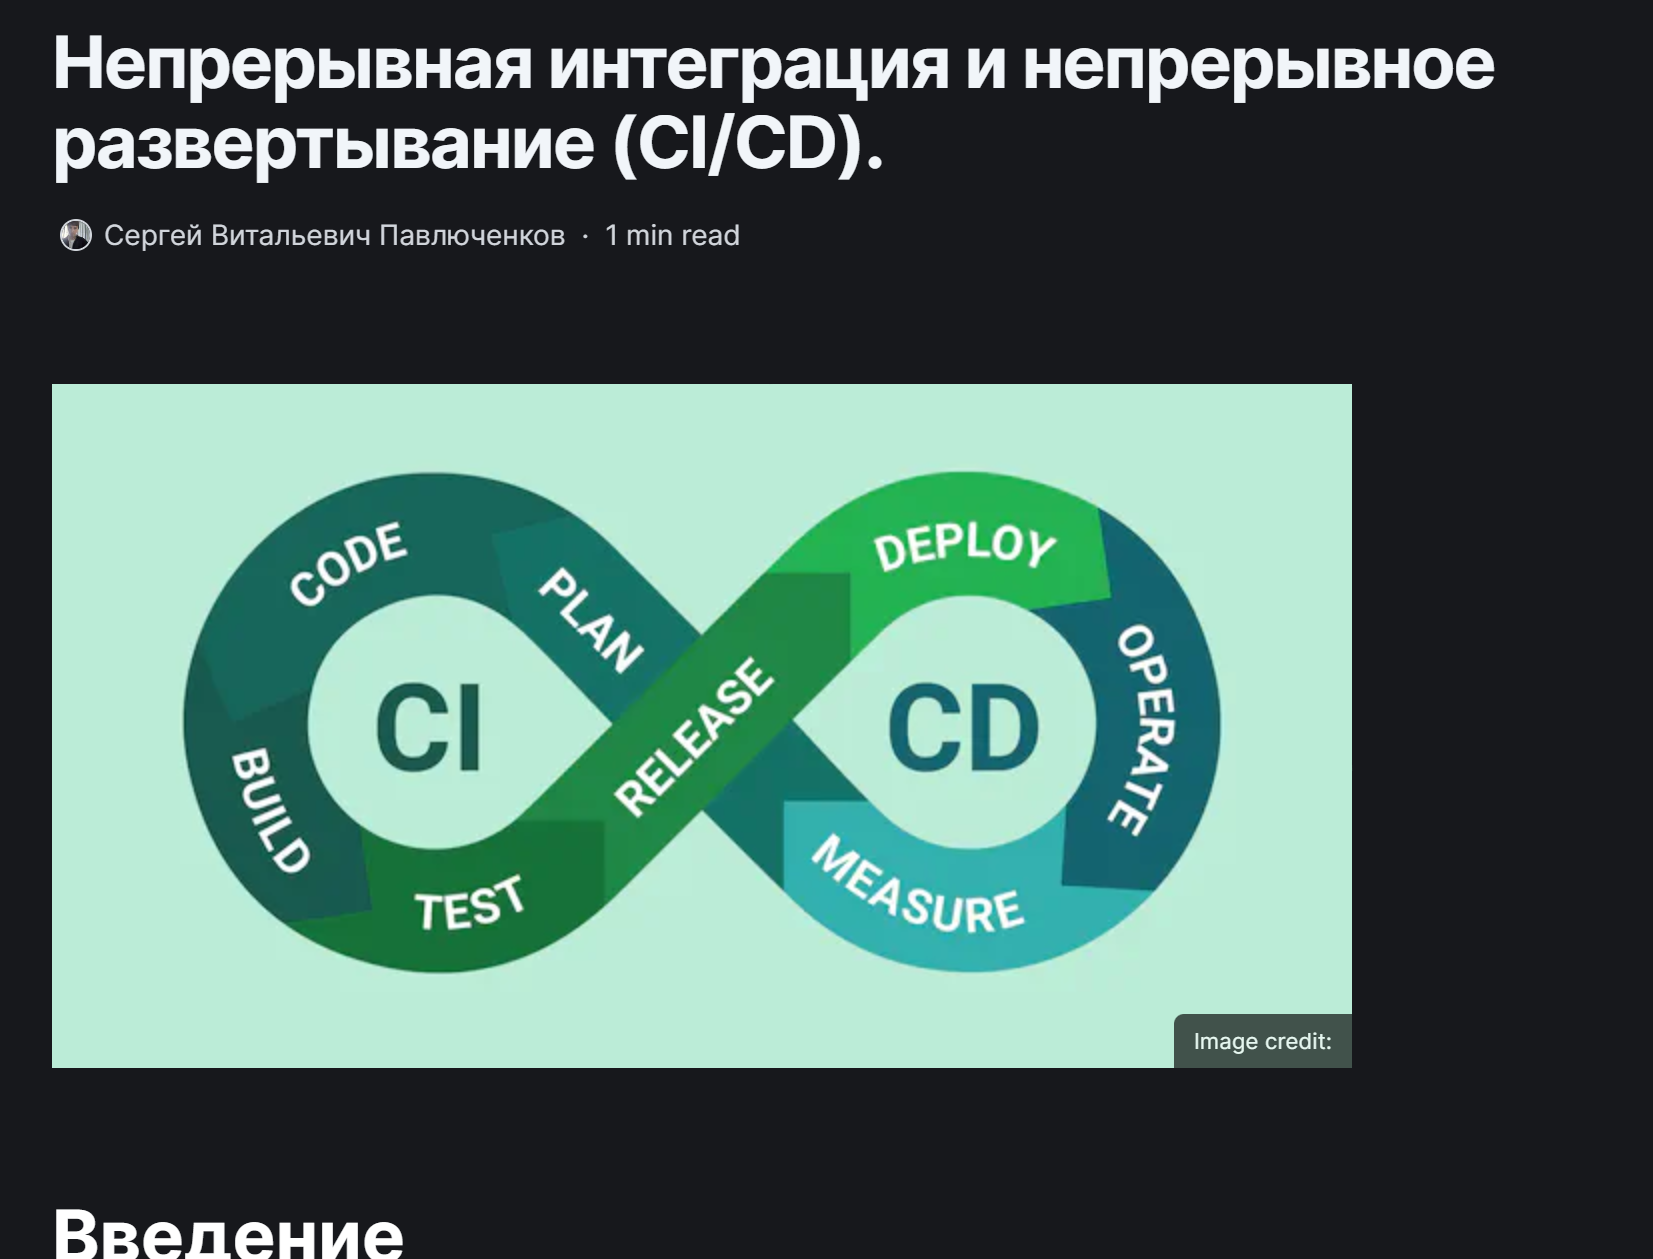 Непрерывная интеграция и непрерывное
развертывание (CI/CD).
Сергей Витальевич Павлюченков · 1 min read
CODE
PLAN
DEPLOY
OPERATE
CI
CD
RELEASE
BUILD
TEST
MEASURE
Image credit:
Введение